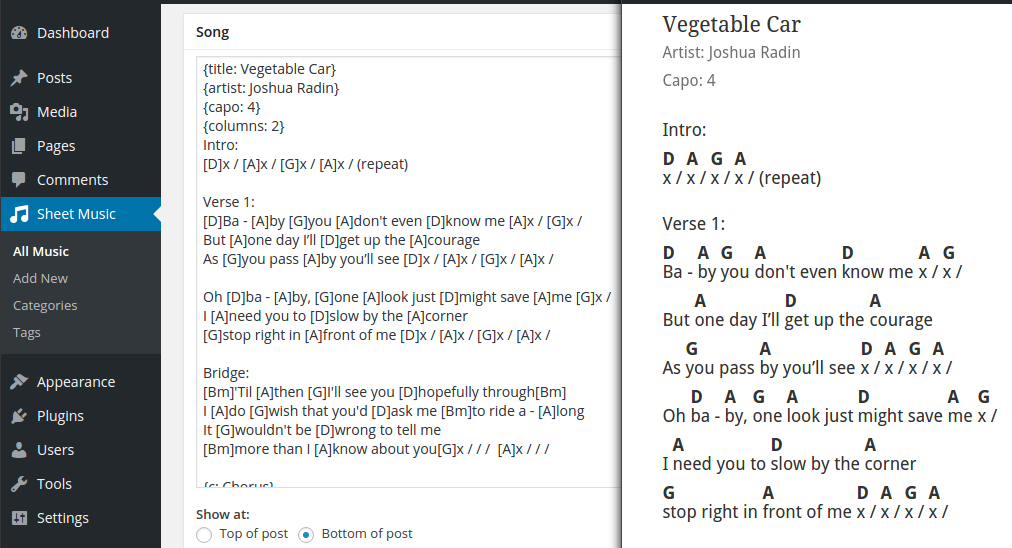 Dashboard
Posts
Media
Pages
Comments
Sheet Music
All Music
Add New
Categories
Tags
Appearance
Plugins
Users
Tools
Settings
Song
{title: Vegetable Car}
{artist: Joshua Radin}
{capo: 4}
{columns: 2}
Intro:
[D]x / [A]x / [G]x / [A]x / (repeat)
Verse 1:
[D]Ba - [A]by [G]you [A]don't even [D]know me [A]x / [G]x /
But [A]one day I’ll [D]get up the [A]courage
As [G]you pass [A]by you’ll see [D]x / [A]x / [G]x / [A]x /
Oh [D]ba - [A]by, [G]one [A]look just [D]might save [A]me [G]x /
I [A]need you to [D]slow by the [A]corner
[G]stop right in [A]front of me [D]x / [A]x / [G]x / [A]x /
Bridge:
[Bm]'Til [A]then [G]I'll see you [D]hopefully through[Bm]
I [A]do [G]wish that you'd [D]ask me [Bm]to ride a - [A]long
It [G]wouldn't be [D]wrong to tell me
[Bm]more than I [A]know about you[G]x / / /  [A]x / / /
{c: Chorus}
Show at:
Top of post
Bottom of post
Vegetable Car
Artist: Joshua Radin
Capo: 4
Intro:
D A G A
x / x / x / x / (repeat)
Verse 1:
D A G A D A G
Ba - by you don't even know me x / x /
A D A
But one day I’ll get up the courage
G A D A G A
As you pass by you’ll see x / x / x / x /
D A G A D A G
Oh ba - by, one look just might save me x /
A D A
I need you to slow by the corner
G A D A G A
stop right in front of me x / x / x / x /